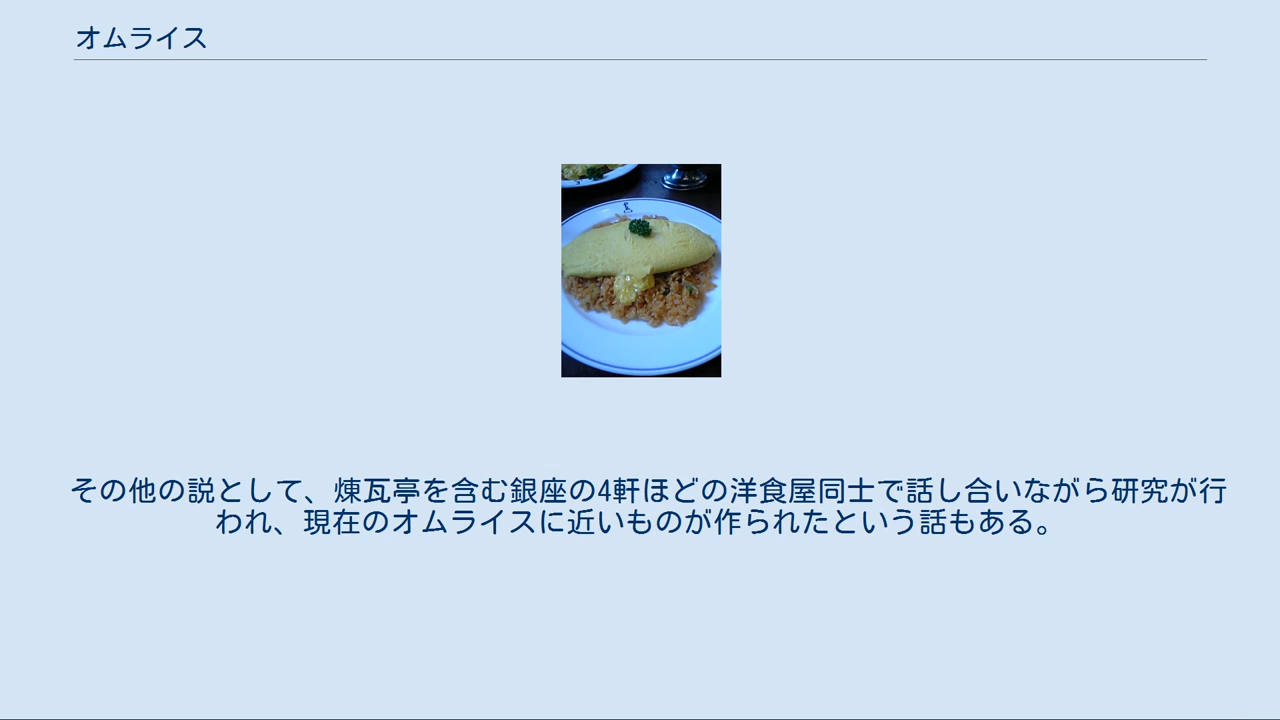 オムライス
その他の説として、煉瓦亭を含む銀座の4軒ほどの洋食屋同士で話し合いながら研究が行
われ、現在のオムライスに近いものが作られたという話もある。